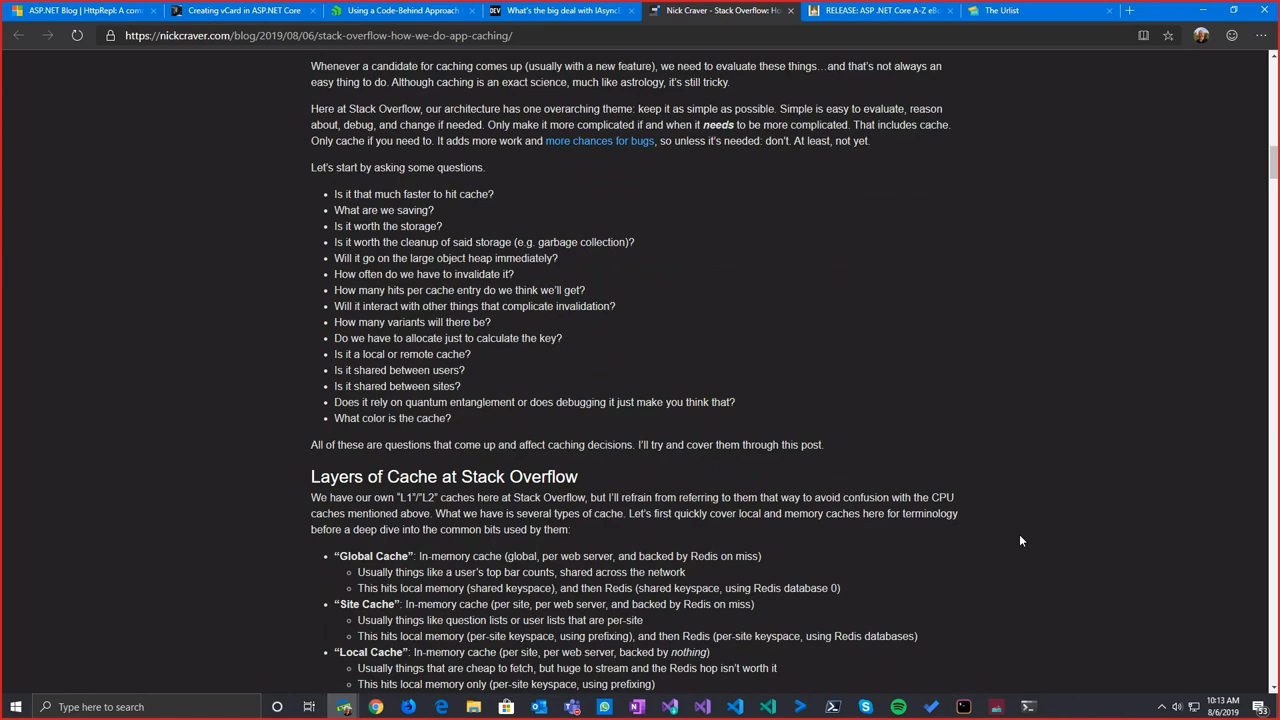 ASP.NET Blog | HttpRepl: A com
Creating vCard in ASP.NET Core
Using a Code-Behind Approach
What's the big deal with IAsyncE
Nick Craver - Stack Overflow: Ho
RELEASE: ASP .NET Core A-Z eBo
The Urlist
https://nickcraver.com/blog/2019/08/06/stack-overflow-how-we-do-app-caching/
Whenever a candidate for caching comes up (usually with a new feature), we need to evaluate these things…and that's not always an
easy thing to do. Although caching is an exact science, much like astrology, it's still tricky.
Here at Stack Overflow, our architecture has one overarching theme: keep it as simple as possible. Simple is easy to evaluate, reason
about, debug, and change if needed. Only make it more complicated if and when it needs to be more complicated. That includes cache.
Only cache if you need to. It adds more work and more chances for bugs, so unless it's needed: don't. At least, not yet.
Let's start by asking some questions.
• Is it that much faster to hit cache?
• What are we saving?
• Is it worth the storage?
• Is it worth the cleanup of said storage (e.g. garbage collection)?
• Will it go on the large object heap immediately?
• How often do we have to invalidate it?
• How many hits per cache entry do we think we'll get?
• Will it interact with other things that complicate invalidation?
• How many variants will there be?
• Do we have to allocate just to calculate the key?
• Is it a local or remote cache?
• Is it shared between users?
• Is it shared between sites?
• Does it rely on quantum entanglement or does debugging it just make you think that?
• What color is the cache?
All of these are questions that come up and affect caching decisions. I'll try and cover them through this post.
Layers of Cache at Stack Overflow
We have our own “L1”/“L2” caches here at Stack Overflow, but I'll refrain from referring to them that way to avoid confusion with the CPU
caches mentioned above. What we have is several types of cache. Let's first quickly cover local and memory caches here for terminology
before a deep dive into the common bits used by them:
• “Global Cache”: In-memory cache (global, per web server, and backed by Redis on miss)
◦ Usually things like a user's top bar counts, shared across the network
◦ This hits local memory (shared keyspace), and then Redis (shared keyspace, using Redis database 0)
• “Site Cache”: In-memory cache (per site, per web server, and backed by Redis on miss)
◦ Usually things like question lists or user lists that are per-site
◦ This hits local memory (per-site keyspace, using prefixing), and then Redis (per-site keyspace, using Redis databases)
• “Local Cache”: In-memory cache (per site, per web server, backed by nothing)
◦ Usually things that are cheap to fetch, but huge to stream and the Redis hop isn't worth it
◦ This hits local memory only (per-site keyspace, using prefixing)
Type here to search
10:13 AM
8/6/2019